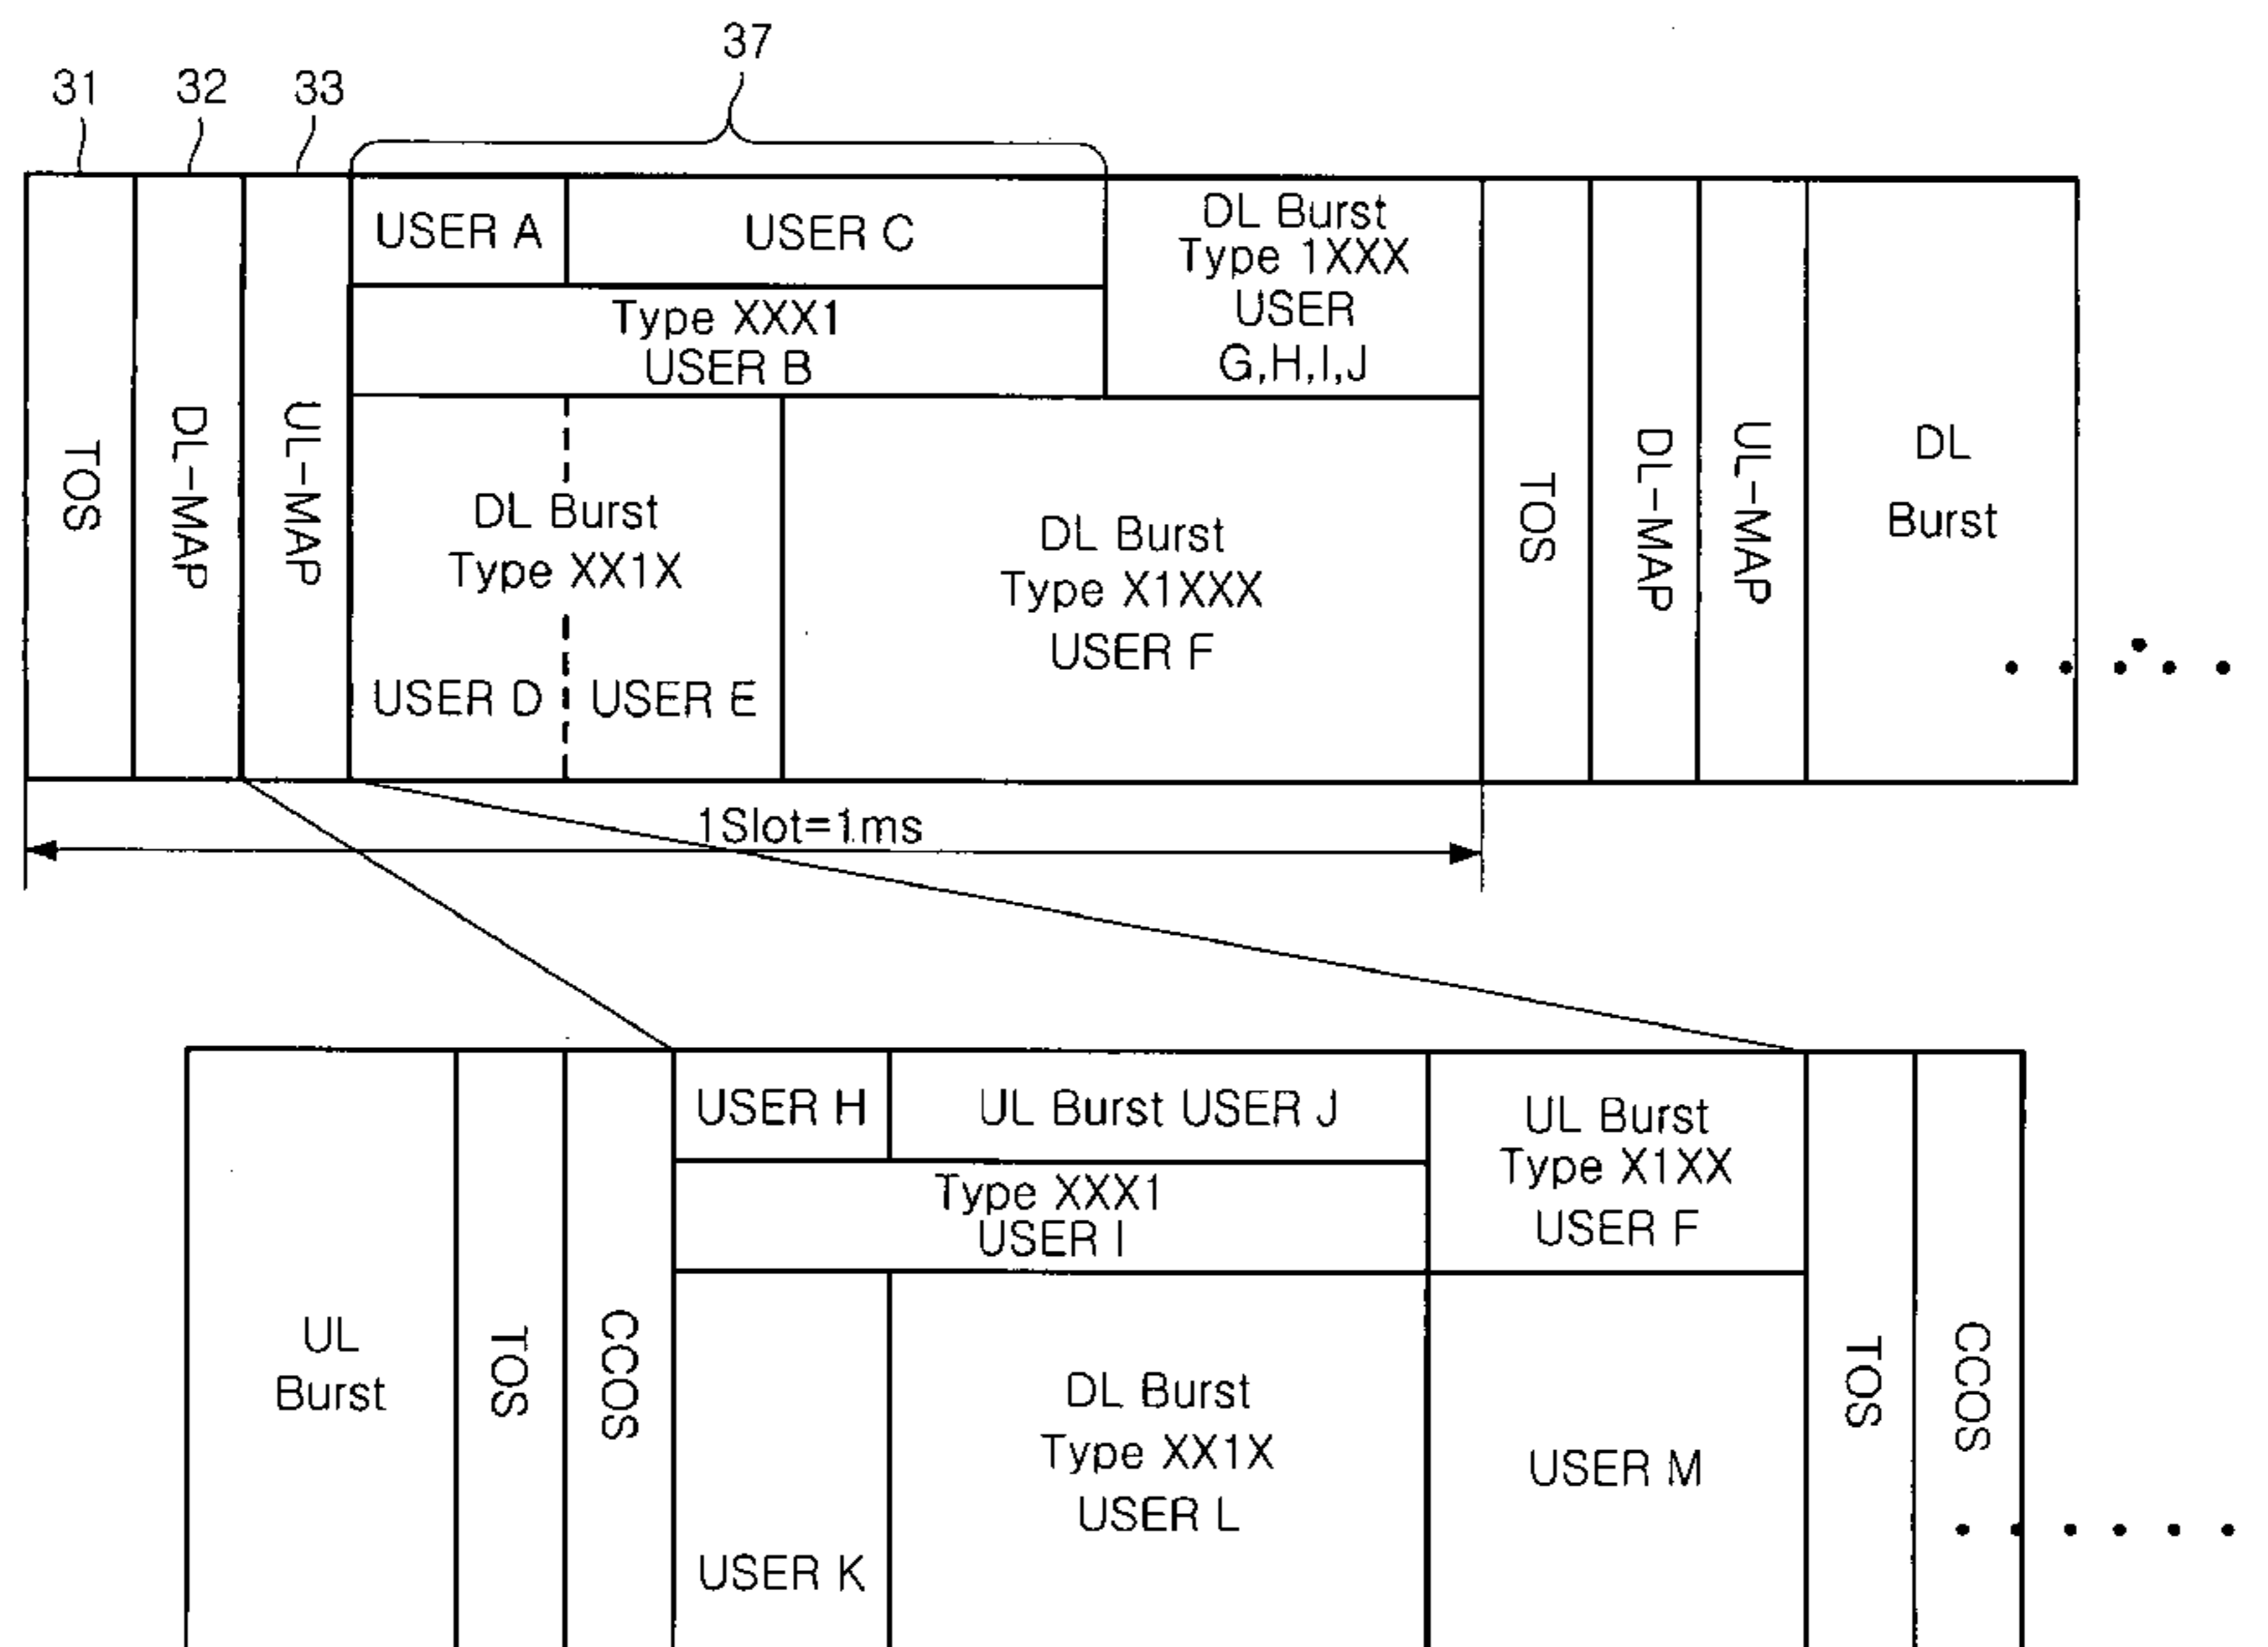 37
31 32 33
USER A
USER C
DL Burst
Type 1XXX
USER
G,H,I,J
Type XXX1
USER B
TOS
DL-MAP
UL-MAP
DL Burst
Type XX1X
USER D
USER E
DL Burst
Type X1XXX
USER F
TOS
DL-MAP
UL-MAP
DL
Burst
1Slot=1ms
UL
Burst
TOS
CCOS
USER H
UL Burst USER J
Type XXX1
USER I
UL Burst
Type X1XX
USER F
USER K
DL Burst
Type XX1X
USER L
USER M
TOS
CCOS